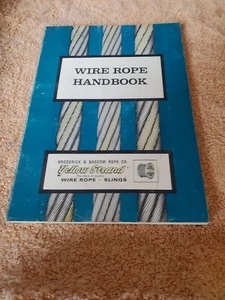 WIRE ROPE
HANDBOOK
BRODERICK & BASCOM ROPE CO.
Yellow Strand
WIRE ROPE - SLINGS